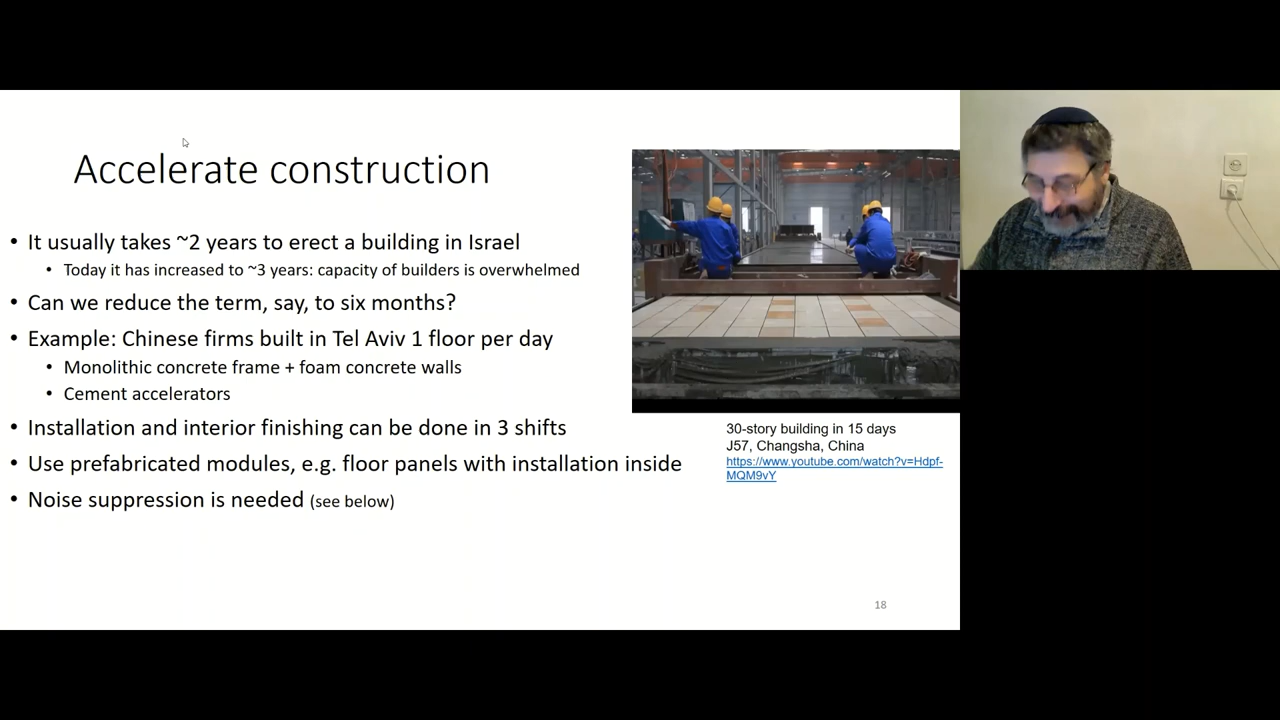 Accelerate construction
• It usually takes ~2 years to erect a building in Israel
• Today it has increased to ~3 years: capacity of builders is overwhelmed
• Can we reduce the term, say, to six months?
• Example: Chinese firms built in Tel Aviv 1 floor per day
• Monolithic concrete frame + foam concrete walls
• Cement accelerators
• Installation and interior finishing can be done in 3 shifts
• Use prefabricated modules, e.g. floor panels with installation inside
• Noise suppression is needed (see below)
30-story building in 15 days
J57, Changsha, China
https://www.youtube.com/watch?v=Hdpf-
MQM9vY
18